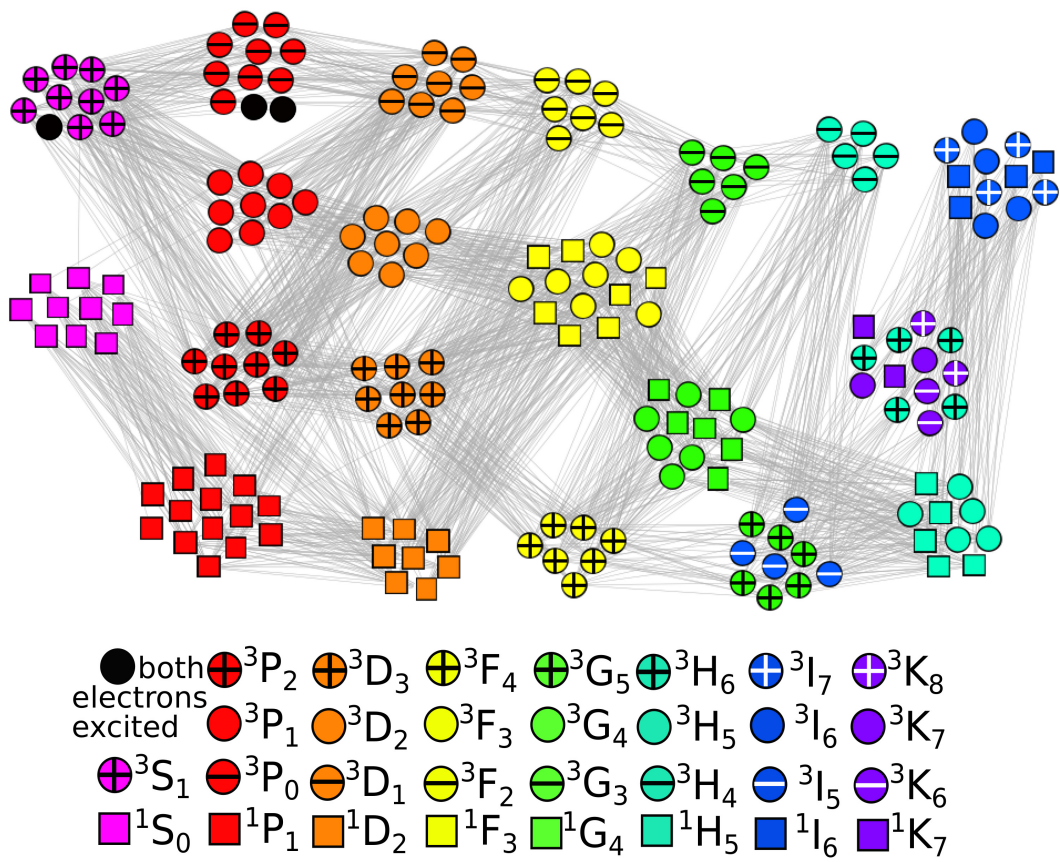 both electrons excited ³P₂ ³D₃ ³F₄ ³G₅ ³H₆ ³I₇ ³K₈
³P₁ ³D₂ ³F₃ ³G₄ ³H₅ ³I₆ ³K₇
³S₁ ³P₀ ³D₁ ³F₂ ³G₃ ³H₄ ³I₅ ³K₆
¹S₀ ¹P₁ ¹D₂ ¹F₃ ¹G₄ ¹H₅ ¹I₆ ¹K₇